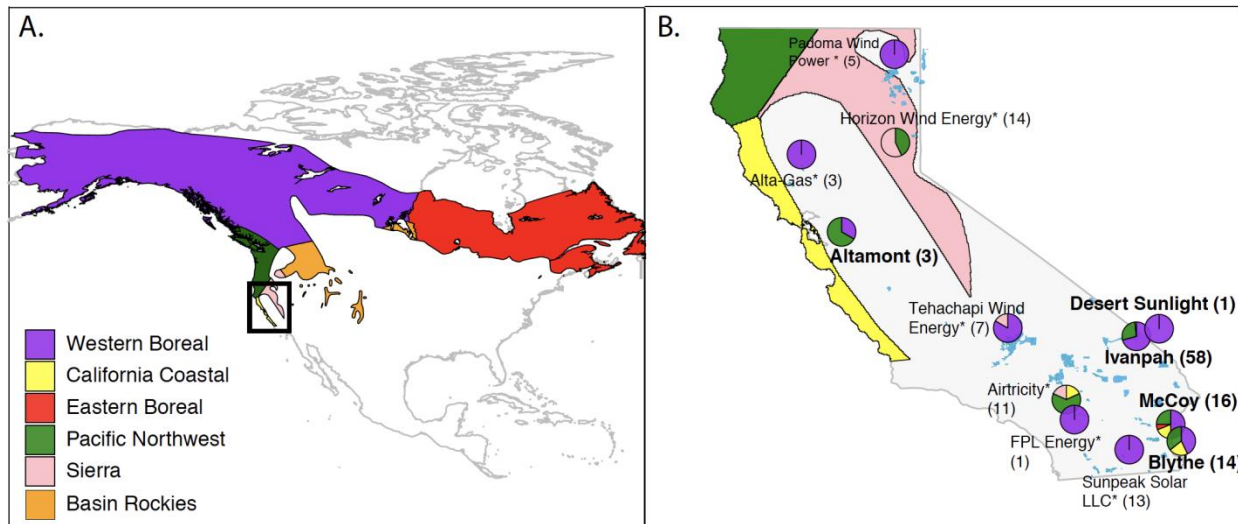 A.
Western Boreal
California Coastal
Eastern Boreal
Pacific Northwest
Sierra
Basin Rockies
B.
Padoma Wind
Power * (5)
Horizon Wind Energy* (14)
Alta-Gas* (3)
Altamont (3)
Tehachapi Wind
Energy* * (7)
Desert Sunlight (1)
Ivanpah (58)
Airtricity*
(11)
McCoy (16)
FPL Energy*
(1)
Blythe (14)
Sunpeak Solar
LLC* (13)